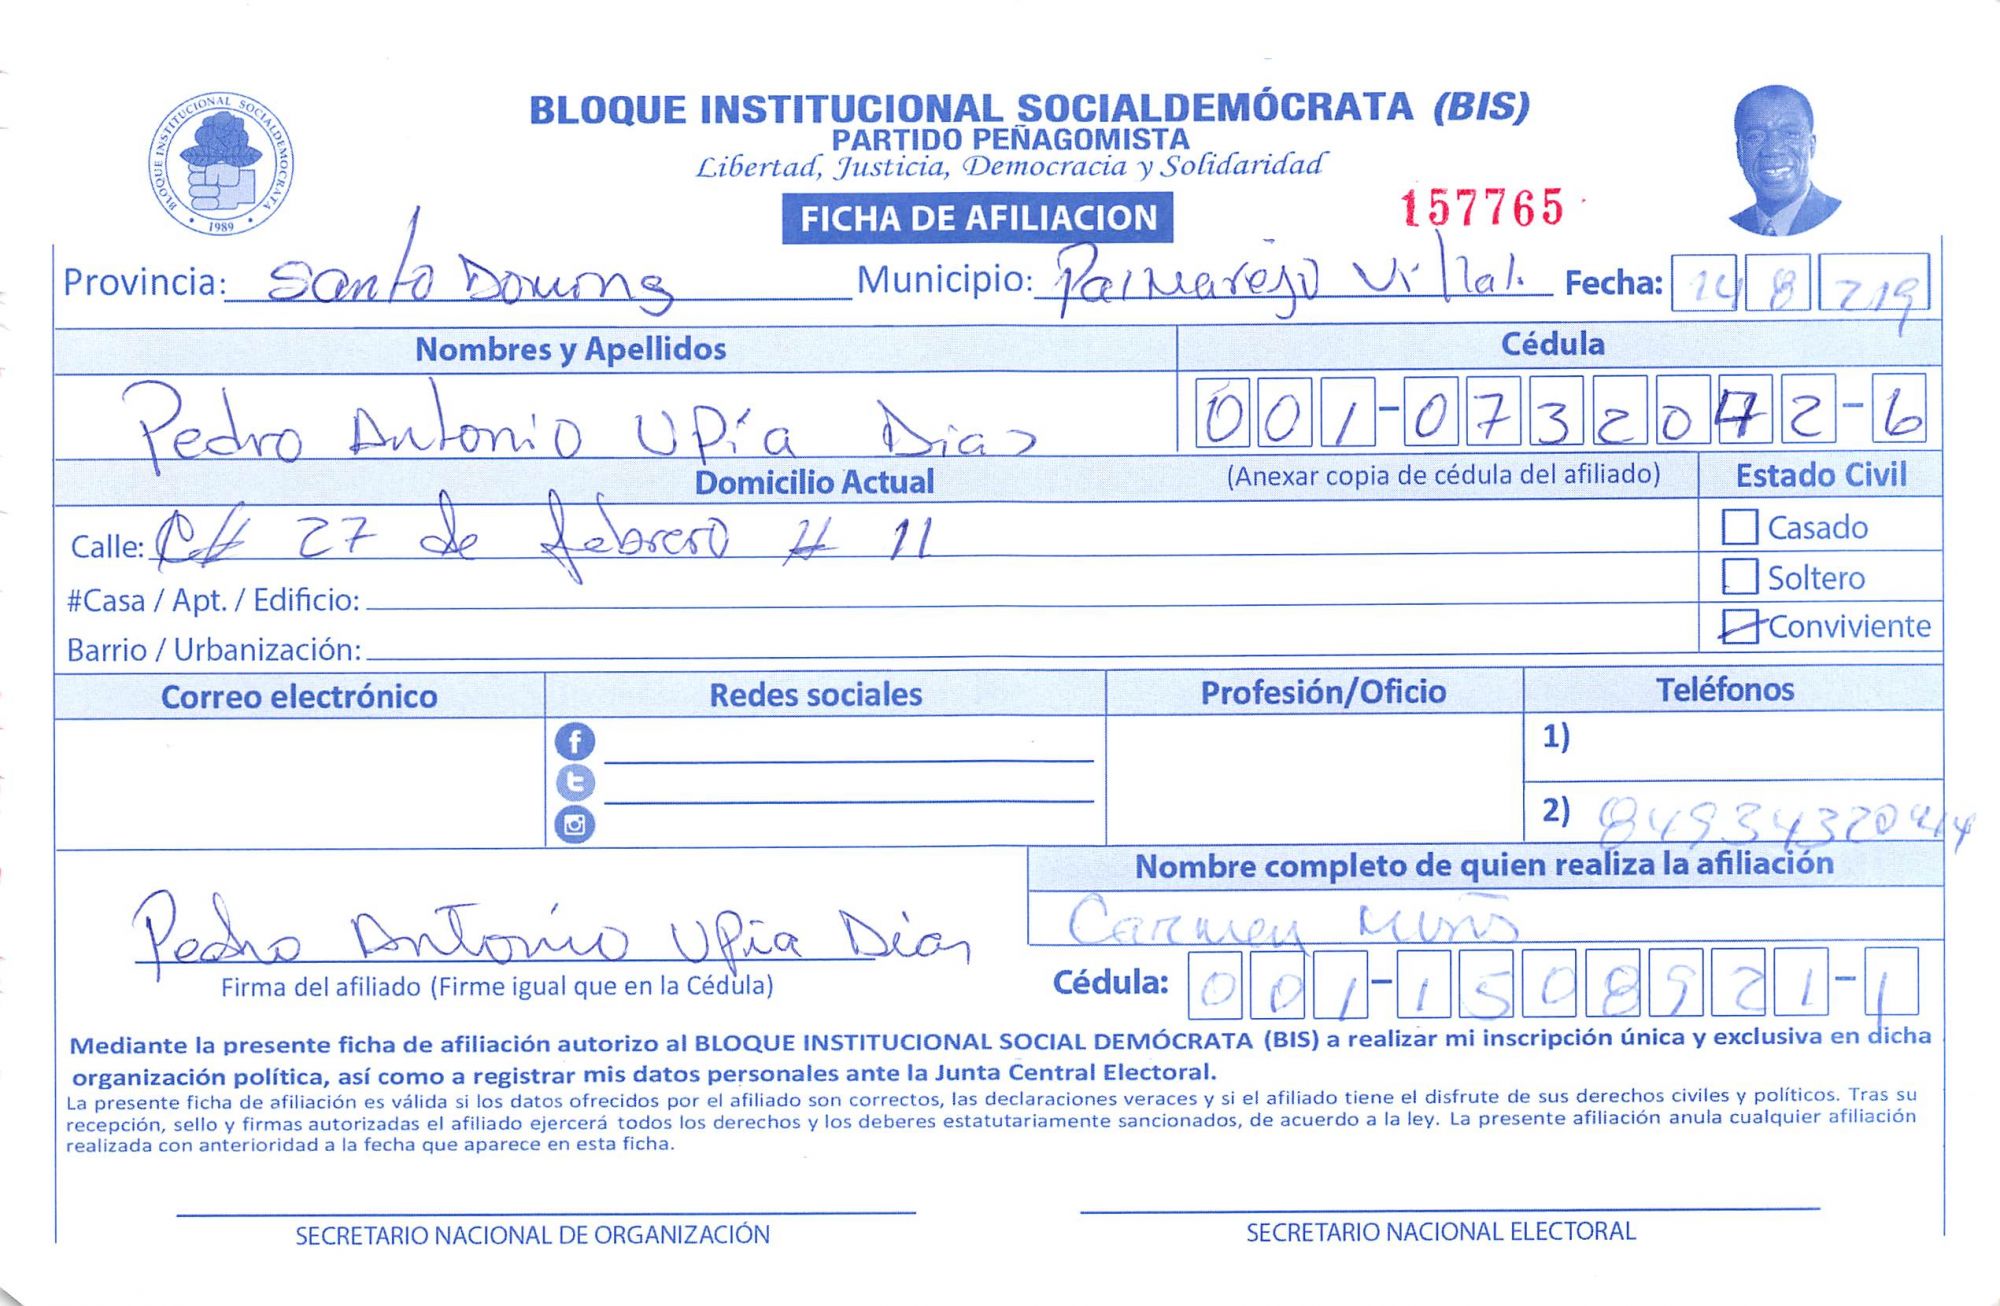 BLOQUE INSTITUCIONAL SOCIALDEMÓCRATA (BIS)
PARTIDO PEÑAGOMISTA
Libertad, Justicia, Democracia y Solidaridad
BLOQUE INSTITUCIONAL SOCIALDEMOCRATA
1989
FICHA DE AFILIACION
157765
Provincia: Santo Domingo Municipio: Palmarejo Villal. Fecha: 14 8 219
Nombres y Apellidos Cédula
Pedro Antonio Upía Dias 001-0732072-6
Domicilio Actual (Anexar copia de cédula del afiliado) Estado Civil
Calle: C# 27 de febrero # 11
Casado
#Casa / Apt. / Edificio:
Soltero
Barrio / Urbanización:
Conviviente
Correo electrónico Redes sociales Profesión/Oficio Teléfonos
1)
2) 8493432044
Nombre completo de quien realiza la afiliación
Carmen Muñ
Pedro Antonio Upia Dias
Firma del afiliado (Firme igual que en la Cédula)
Cédula: 001-1508921-1
Mediante la presente ficha de afiliación autorizo al BLOQUE INSTITUCIONAL SOCIAL DEMÓCRATA (BIS) a realizar mi inscripción única y exclusiva en dicha
organización política, así como a registrar mis datos personales ante la Junta Central Electoral.
La presente ficha de afiliación es válida si los datos ofrecidos por el afiliado son correctos, las declaraciones veraces y si el afiliado tiene el disfrute de sus derechos civiles y políticos. Tras su
recepción, sello y firmas autorizadas el afiliado ejercerá todos los derechos y los deberes estatutariamente sancionados, de acuerdo a la ley. La presente afiliación anula cualquier afiliación
realizada con anterioridad a la fecha que aparece en esta ficha.
SECRETARIO NACIONAL DE ORGANIZACIÓN SECRETARIO NACIONAL ELECTORAL